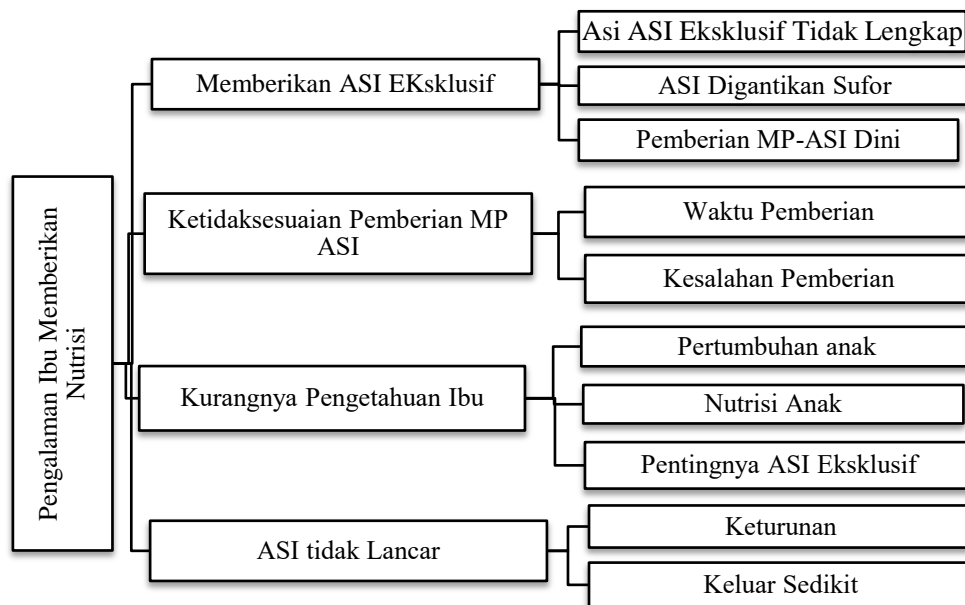 Pengalaman Ibu Memberikan
Nutrisi
Memberikan ASI EKsklusif
Asi ASI Eksklusif Tidak Lengkap
ASI Digantikan Sufor
Pemberian MP-ASI Dini
Ketidaksesuaian Pemberian MP
ASI
Waktu Pemberian
Kesalahan Pemberian
Kurangnya Pengetahuan Ibu
Pertumbuhan anak
Nutrisi Anak
Pentingnya ASI Eksklusif
ASI tidak Lancar
Keturunan
Keluar Sedikit